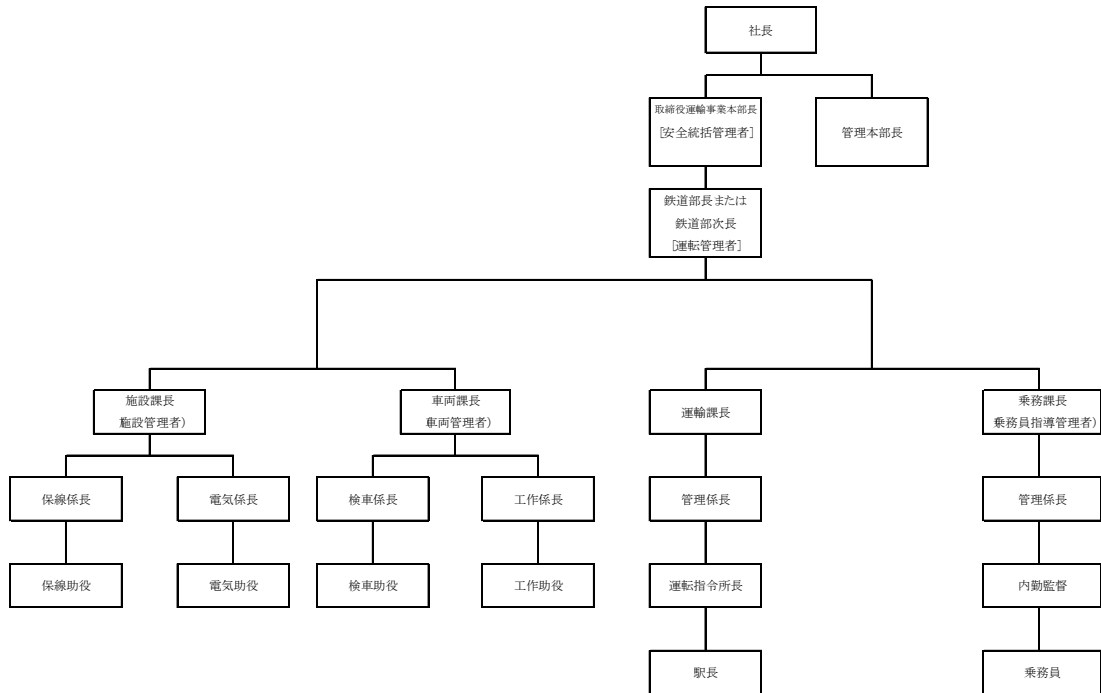 社長
取締役運輸事業本部長
[安全統括管理者]
管理本部長
鉄道部長または
鉄道部次長
[運転管理者]
施設課長
施設管理者)
車両課長
車両管理者)
運輸課長
乗務課長
乗務員指導管理者)
保線係長
電気係長
検車係長
工作係長
管理係長
管理係長
保線助役
電気助役
検車助役
工作助役
運転指令所長
内勤監督
駅長
乗務員